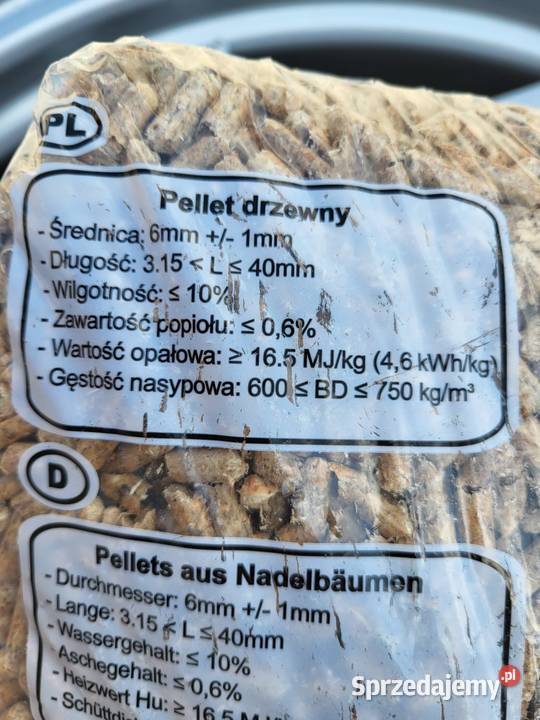 PL
Pellet drzewny
- Średnica: 6mm +/- 1mm
- Długość: 3.15 < L ≤ 40mm
- Wilgotność: ≤ 10%
- Zawartość popiołu: ≤ 0,6%
- Wartość opałowa: ≥ 16.5 MJ/kg (4,6 kWh/kg)
- Gęstość nasypowa: 600 ≤ BD ≤ 750 kg/m³
D
Pellets aus Nadelbäumen
- Durchmesser: 6mm +/- 1mm
- Lange: 3.15 < L ≤ 40mm
- Wassergehalt: ≤ 10%
Aschegehalt: ≤ 0,6%
- Heizwert Hu: ≥ 16.5 M
Sprzedajemy.pl